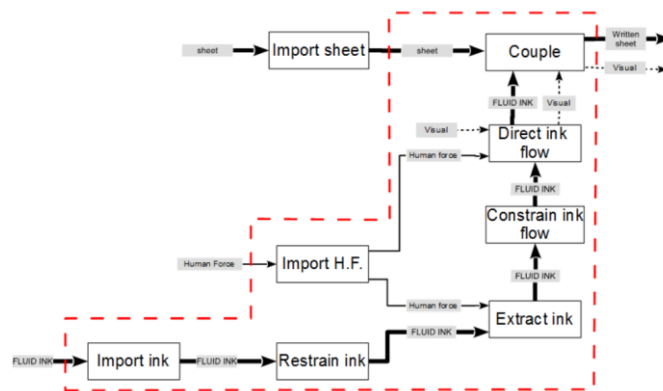 sheet
Import sheet
sheet
Couple
Written
sheet
Visual
FLUID INK
Visual
Visual
Direct ink
flow
Human force
FLUID INK
Constrain ink
flow
Human Force
Import H.F.
FLUID INK
Human force
Extract ink
FLUID INK
FLUID INK
Import ink
FLUID INK
Restrain ink